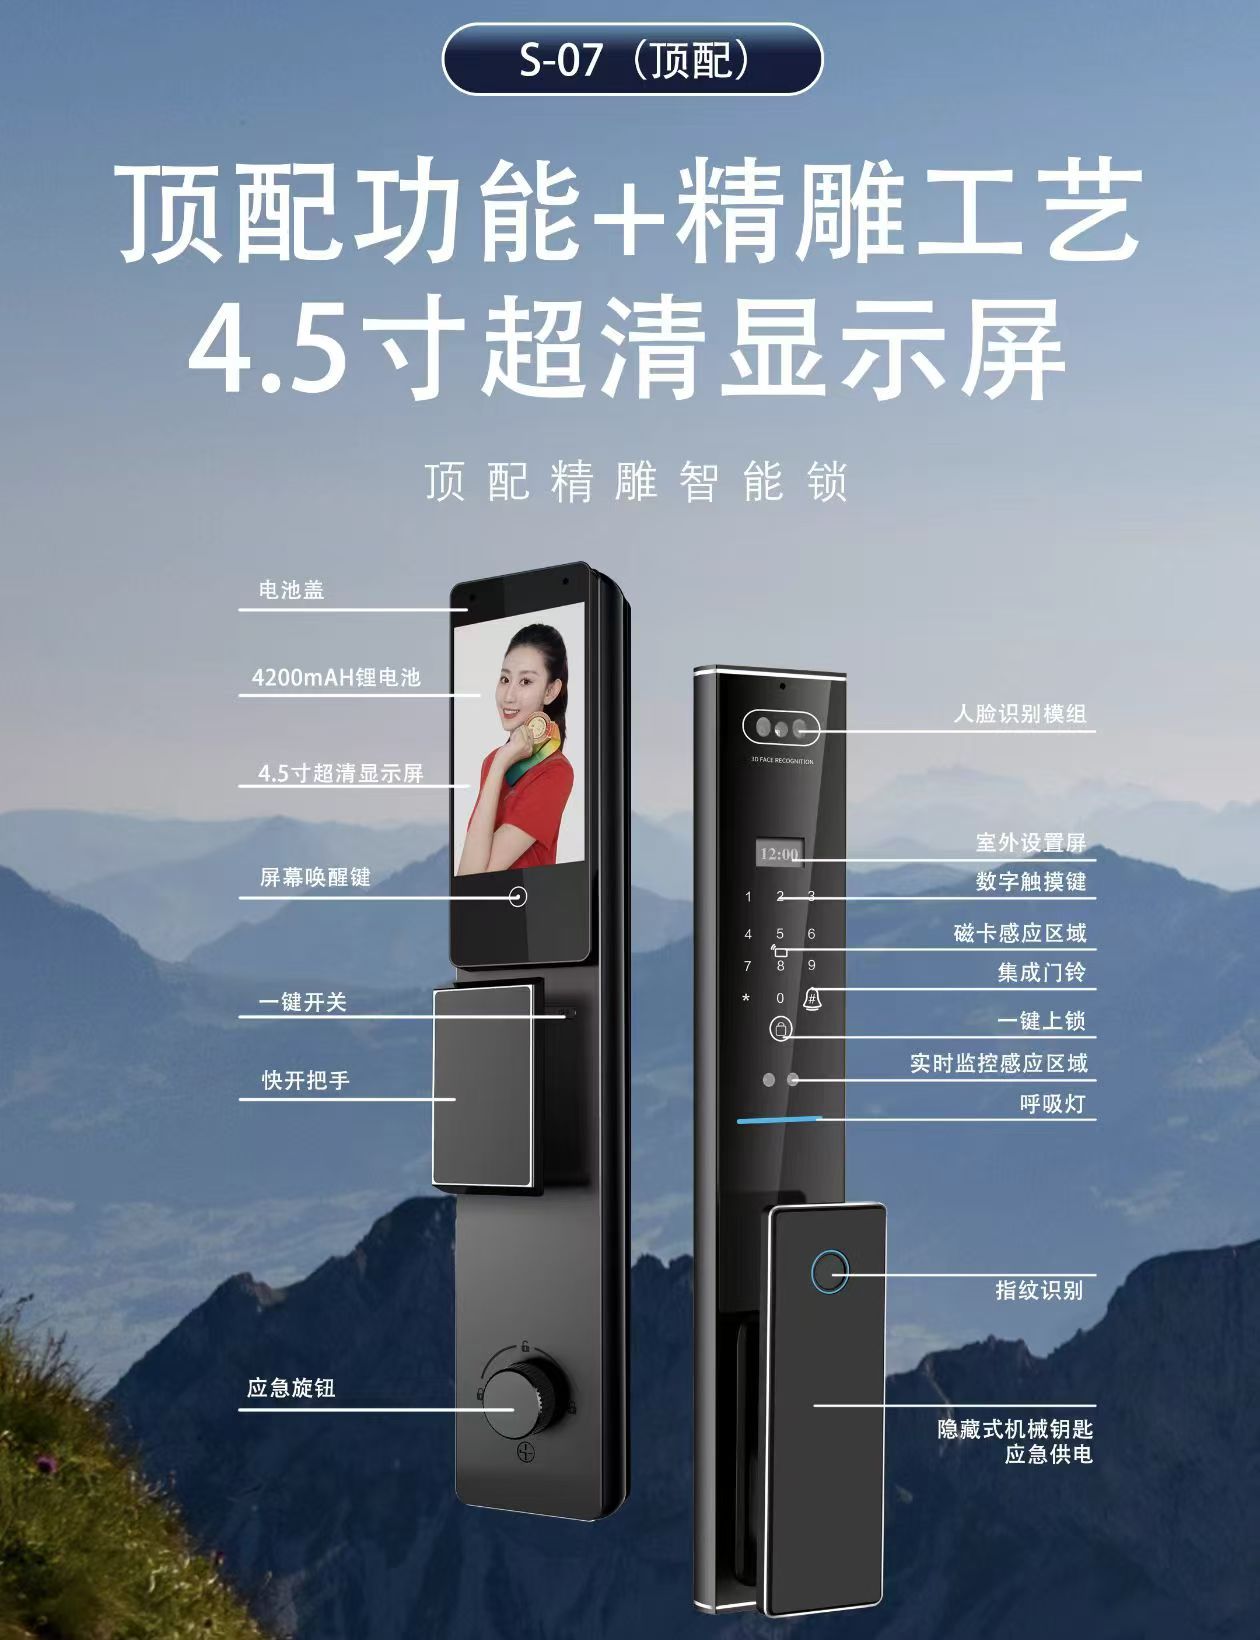 S-07（顶配）
顶配功能+精雕工艺
4.5寸超清显示屏
顶配精雕智能锁
电池盖
4200mAH锂电池
4.5寸超清显示屏
屏幕唤醒键
一键开关
快开把手
应急旋钮
3D FACE RECOGNITION
12:00
1 2 3
4 5 6
7 8 9
* 0 #
人脸识别模组
室外设置屏
数字触摸键
磁卡感应区域
集成门铃
一键上锁
实时监控感应区域
呼吸灯
指纹识别
隐藏式机械钥匙
应急供电